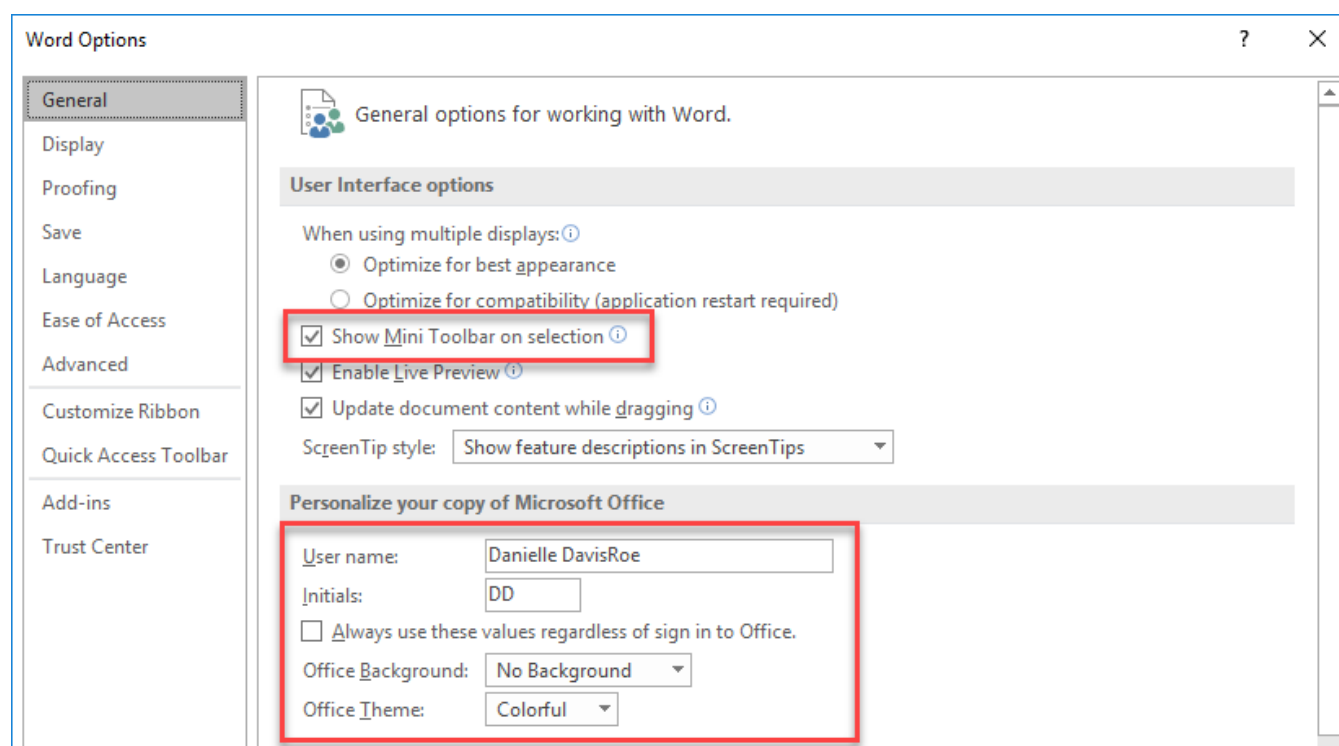 Word Options ?
General
Display
Proofing
Save
Language
Ease of Access
Advanced
Customize Ribbon
Quick Access Toolbar
Add-ins
Trust Center
General options for working with Word.
User Interface options
When using multiple displays:
Optimize for best appearance
Optimize for compatibility (application restart required)
Show Mini Toolbar on selection
Enable Live Preview
Update document content while dragging
ScreenTip style: Show feature descriptions in ScreenTips
Personalize your copy of Microsoft Office
User name: Danielle DavisRoe
Initials: DD
Always use these values regardless of sign in to Office.
Office Background: No Background
Office Theme: Colorful